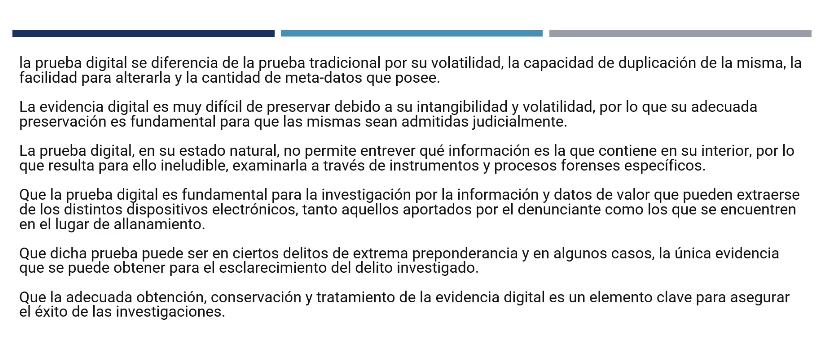 la prueba digital se diferencia de la prueba tradicional por su volatilidad, la capacidad de duplicación de la misma, la
facilidad para alterarla y la cantidad de meta-datos que posee.
La evidencia digital es muy difícil de preservar debido a su intangibilidad y volatilidad, por lo que su adecuada
preservación es fundamental para que las mismas sean admitidas judicialmente.
La prueba digital, en su estado natural, no permite entrever qué información es la que contiene en su interior, por lo
que resulta para ello ineludible, examinarla a través de instrumentos y procesos forenses específicos.
Que la prueba digital es fundamental para la investigación por la información y datos de valor que pueden extraerse
de los distintos dispositivos electrónicos, tanto aquellos aportados por el denunciante como los que se encuentren
en el lugar de allanamiento.
Que dicha prueba puede ser en ciertos delitos de extrema preponderancia y en algunos casos, la única evidencia
que se puede obtener para el esclarecimiento del delito investigado.
Que la adecuada obtención, conservación y tratamiento de la evidencia digital es un elemento clave para asegurar
el éxito de las investigaciones.